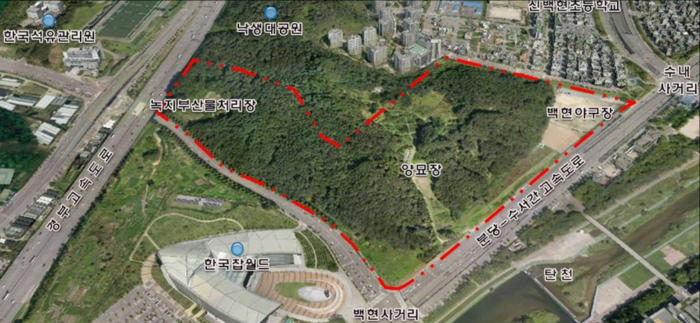 신백현초등학교
낙생대공원
한국석유관리원
수내
사거리
녹지부산물처리장
백현야구장
양묘장
경부고속도로
분당-수서간 고속도로
한국잡월드
탄천
백현사거리